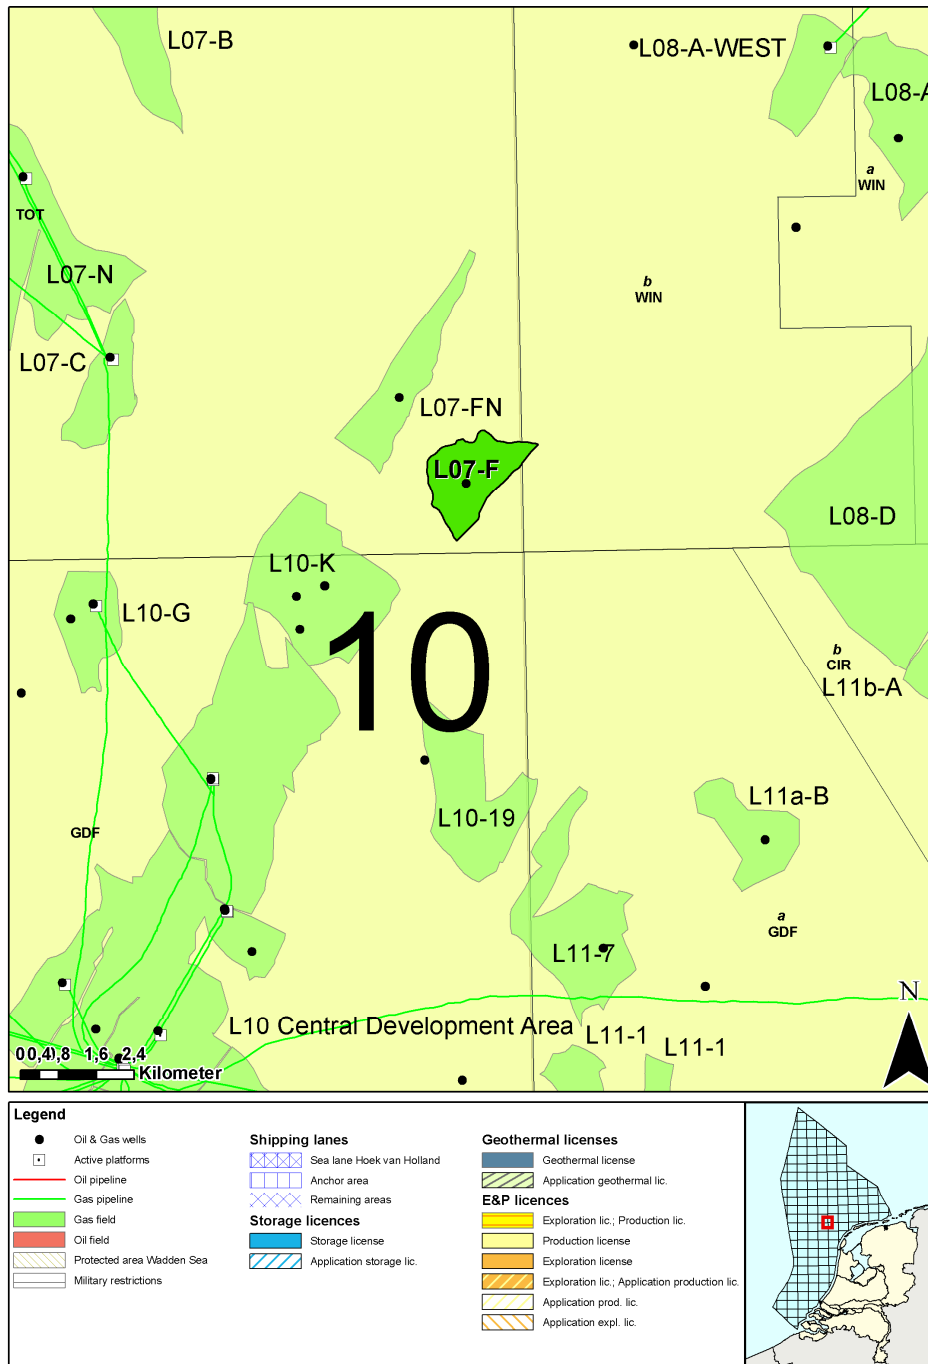 L07-B
L08-A-WEST
L08-A
a
WIN
TOT
L07-N
b
WIN
L07-C
L07-FN
L07-F
L08-D
L10-K
L10-G
10
b
CIR
L11b-A
L11a-B
L10-19
GDF
a
GDF
L11-7
N
L10 Central Development Area
L11-1
L11-1
0 0,4 0,8 1,6 2,4
Kilometer
Legend
Oil & Gas wells
Active platforms
Oil pipeline
Gas pipeline
Gas field
Oil field
Protected area Wadden Sea
Military restrictions
Shipping lanes
Sea lane Hoek van Holland
Anchor area
Remaining areas
Storage licences
Storage license
Application storage lic.
Geothermal licenses
Geothermal license
Application geothermal lic.
E&P licences
Exploration lic.; Production lic.
Production license
Exploration license
Exploration lic.; Application production lic.
Application prod. lic.
Application expl. lic.